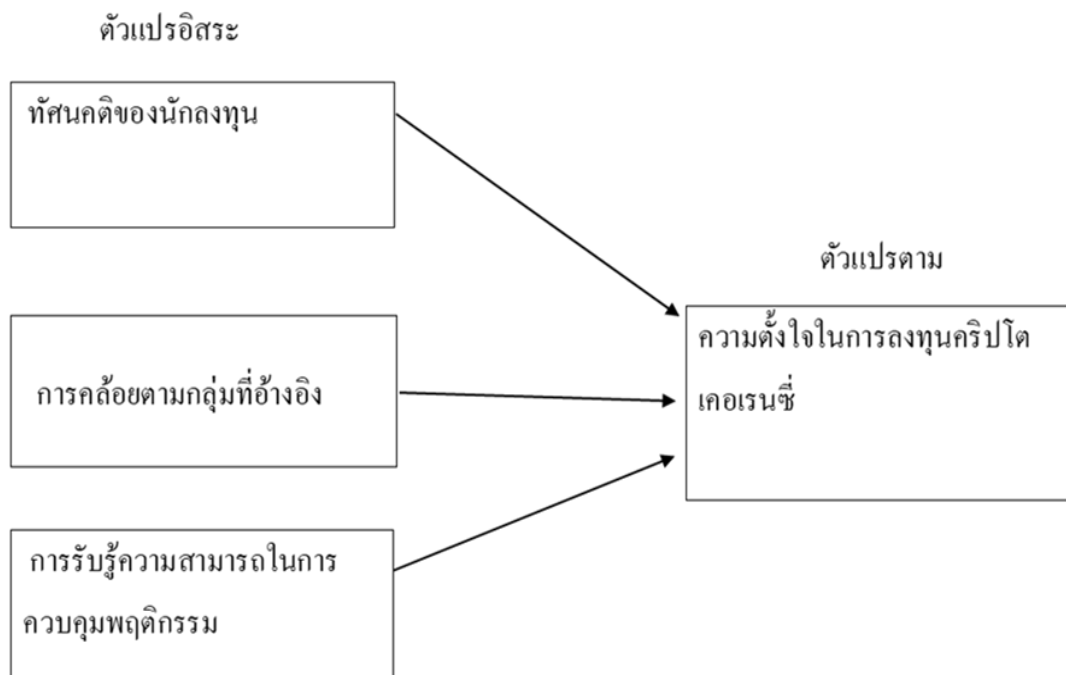 ตัวแปรอิสระ
ทัศนคติของนักลงทุน
การคล้อยตามกลุ่มที่อ้างอิง
การรับรู้ความสามารถในการ
ควบคุมพฤติกรรม
ตัวแปรตาม
ความตั้งใจในการลงทุนคริปโต
เคอเรนซี่